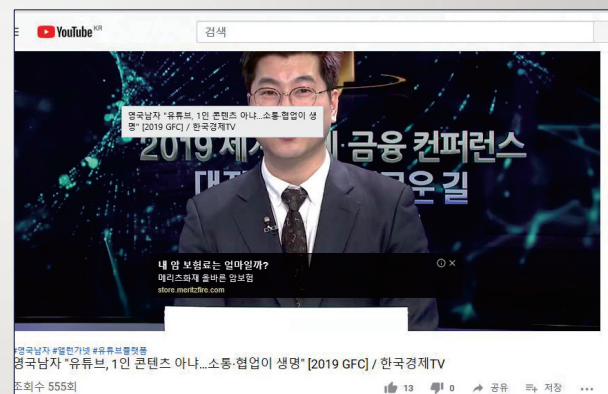 YouTube KR
검색
영국남자 "유튜브, 1인 콘텐츠 아냐...소통·협업이 생
명" [2019 GFC] / 한국경제TV
2019 세 금융 컨퍼런스
길
내 암 보험료는 얼마일까?
메리츠화재 올바른 암보험
store.meritzfire.com
#영국남자 #앨런가넷 #유튜브플랫폼
영국남자 "유튜브, 1인 콘텐츠 아냐...소통·협업이 생명" [2019 GFC] / 한국경제TV
조회수 555회
13
0
공유
저장